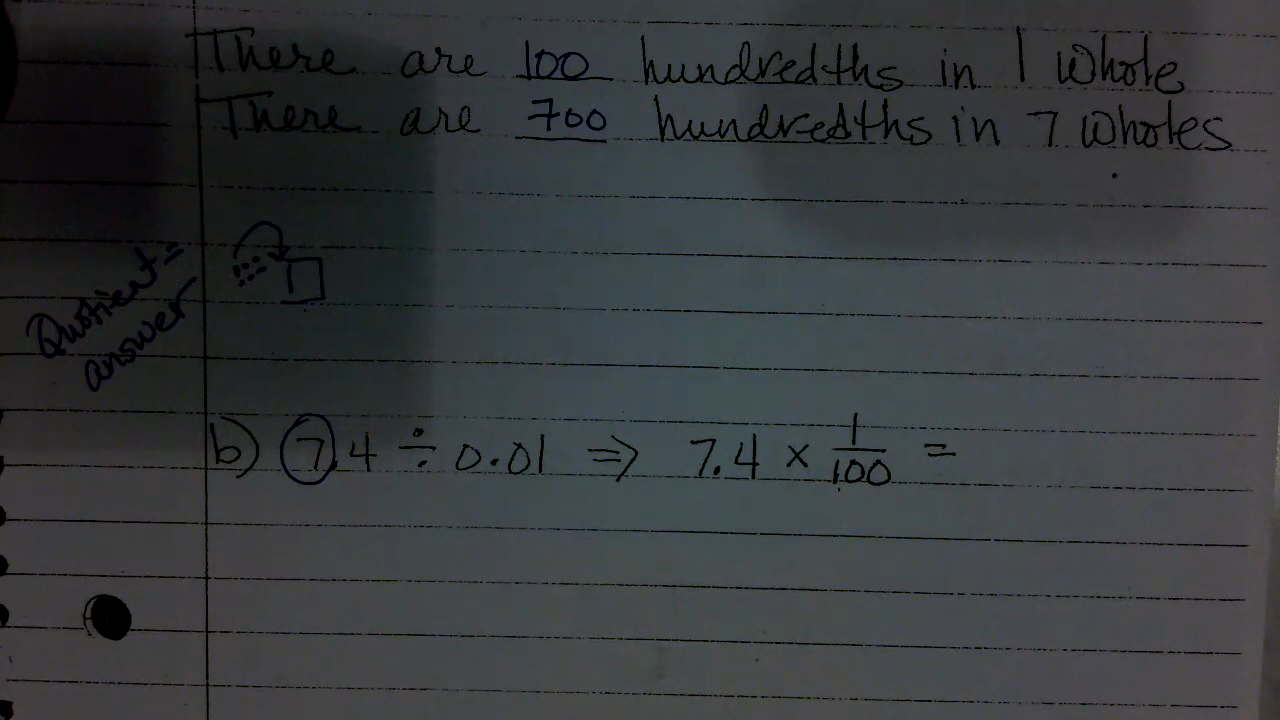 There are 100 hundredths in 1 whole
There are 700 hundredths in 7 wholes
Quotient =
answer
b) 7.4 ÷ 0.01 ⇒ 7.4 × 1/100 =